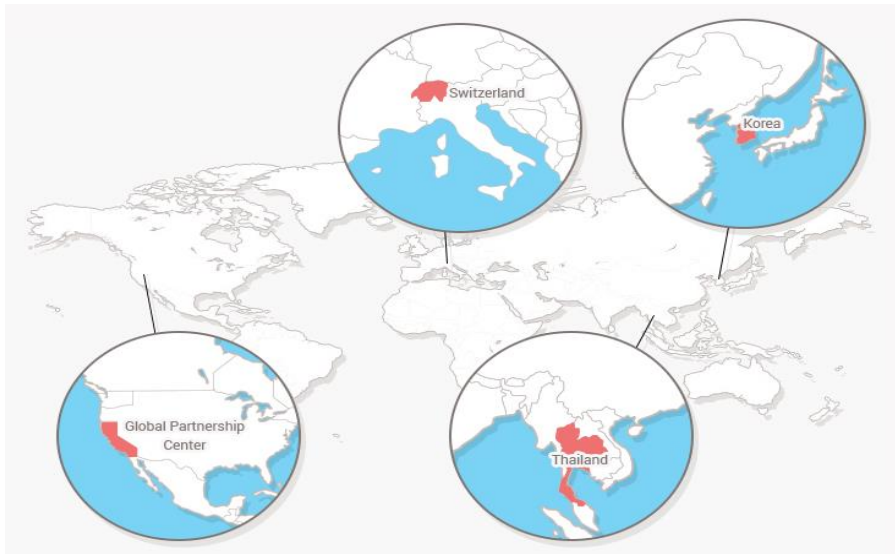 Switzerland
Korea
Global Partnership
Center
Thailand